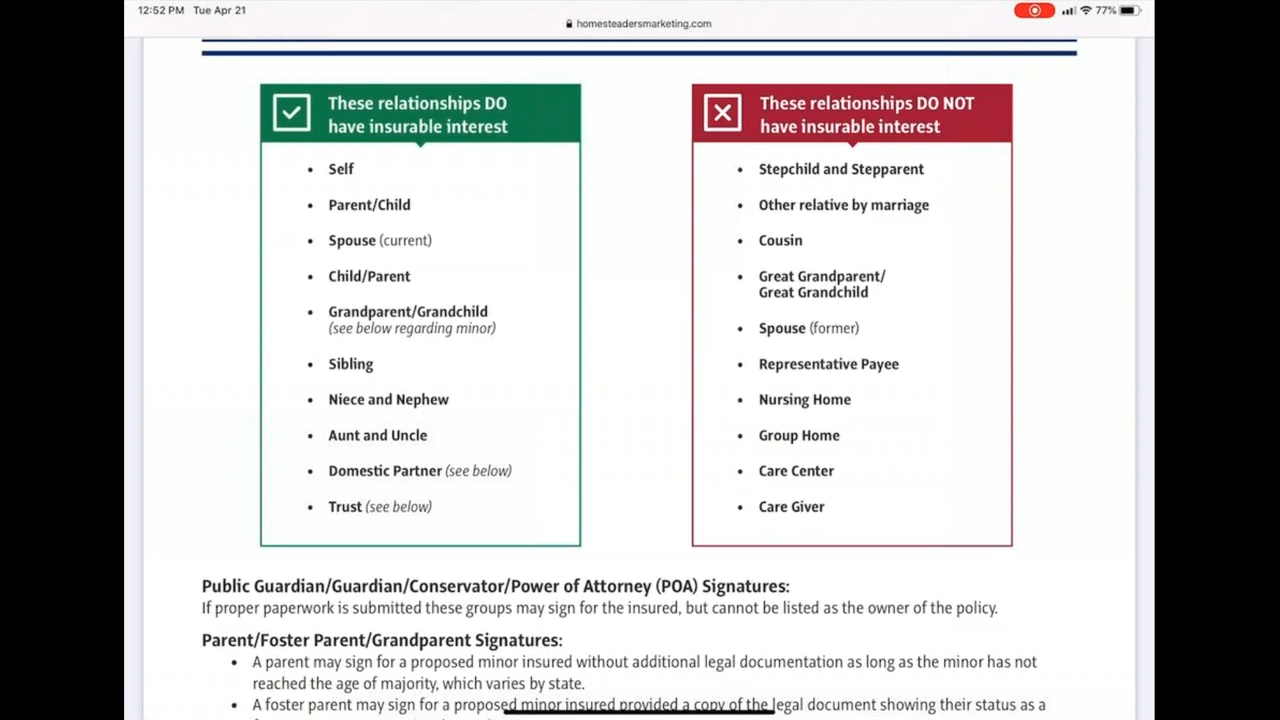 12:52 PM Tue Apr 21
77%
homesteadersmarketing.com
These relationships DO
have insurable interest
• Self
• Parent/Child
• Spouse (current)
• Child/Parent
• Grandparent/Grandchild
(see below regarding minor)
• Sibling
• Niece and Nephew
• Aunt and Uncle
• Domestic Partner (see below)
• Trust (see below)
These relationships DO NOT
have insurable interest
• Stepchild and Stepparent
• Other relative by marriage
• Cousin
• Great Grandparent/
Great Grandchild
• Spouse (former)
• Representative Payee
• Nursing Home
• Group Home
• Care Center
• Care Giver
Public Guardian/Guardian/Conservator/Power of Attorney (POA) Signatures:
If proper paperwork is submitted these groups may sign for the insured, but cannot be listed as the owner of the policy.
Parent/Foster Parent/Grandparent Signatures:
• A parent may sign for a proposed minor insured without additional legal documentation as long as the minor has not
reached the age of majority, which varies by state.
• A foster parent may sign for a proposed minor insured provided a copy of the legal document showing their status as a